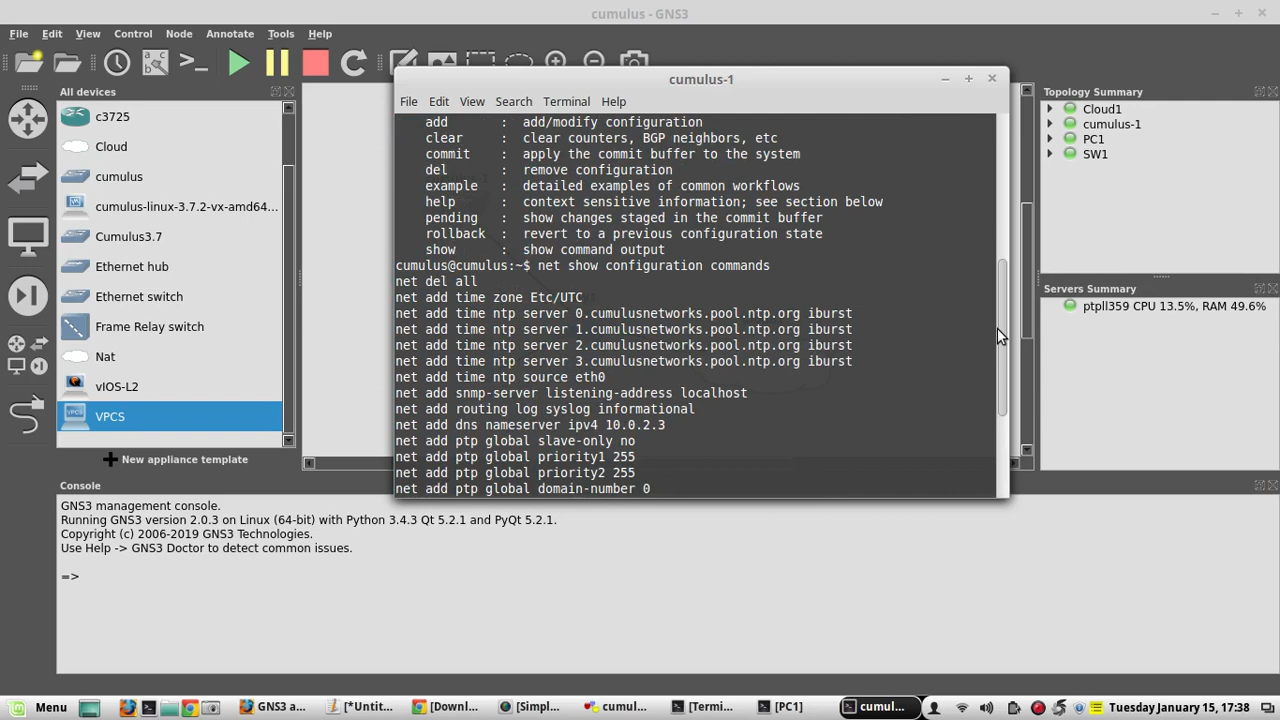 cumulus - GNS3
File Edit View Control Node Annotate Tools Help
All devices
c3725
Cloud
cumulus
cumulus-linux-3.7.2-vx-amd64...
Cumulus3.7
Ethernet hub
Ethernet switch
Frame Relay switch
Nat
vIOS-L2
VPCS
New appliance template
cumulus-1
File Edit View Search Terminal Help
add : add/modify configuration
clear : clear counters, BGP neighbors, etc
commit : apply the commit buffer to the system
del : remove configuration
example : detailed examples of common workflows
help : context sensitive information; see section below
pending : show changes staged in the commit buffer
rollback : revert to a previous configuration state
show : show command output
cumulus@cumulus:~$ net show configuration commands
net del all
net add time zone Etc/UTC
net add time ntp server 0.cumulusnetworks.pool.ntp.org iburst
net add time ntp server 1.cumulusnetworks.pool.ntp.org iburst
net add time ntp server 2.cumulusnetworks.pool.ntp.org iburst
net add time ntp server 3.cumulusnetworks.pool.ntp.org iburst
net add time ntp source eth0
net add snmp-server listening-address localhost
net add routing log syslog informational
net add dns nameserver ipv4 10.0.2.3
net add ptp global slave-only no
net add ptp global priority1 255
net add ptp global priority2 255
net add ptp global domain-number 0
Topology Summary
Cloud1
cumulus-1
PC1
SW1
Servers Summary
ptpll359 CPU 13.5%, RAM 49.6%
Console
GNS3 management console.
Running GNS3 version 2.0.3 on Linux (64-bit) with Python 3.4.3 Qt 5.2.1 and PyQt 5.2.1.
Copyright (c) 2006-2019 GNS3 Technologies.
Use Help -> GNS3 Doctor to detect common issues.
=>
Menu GNS3 a... [*Untit... [Downl... [Simpl... cumul... [Termi... [PC1] cumul... Tuesday January 15, 17:38